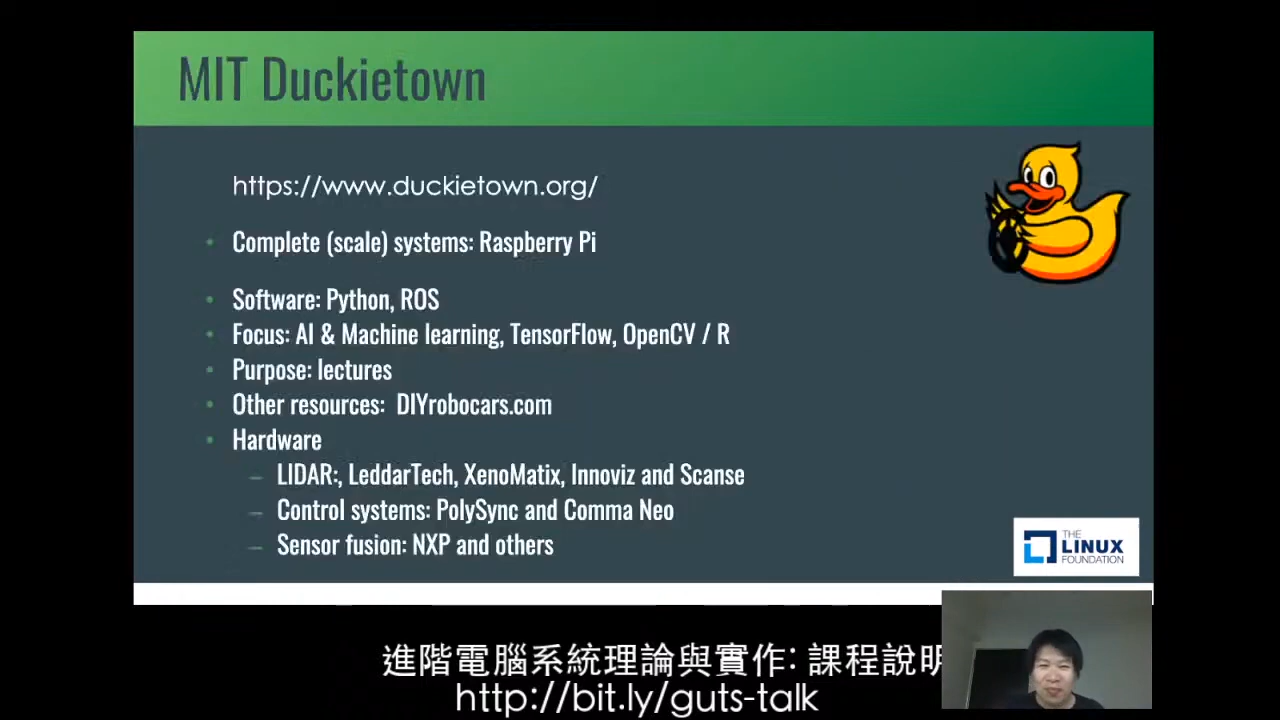 MIT Duckietown
https://www.duckietown.org/
• Complete (scale) systems: Raspberry Pi
• Software: Python, ROS
• Focus: AI & Machine learning, TensorFlow, OpenCV / R
• Purpose: lectures
• Other resources: DIYrobocars.com
• Hardware
– LIDAR:, LeddarTech, XenoMatix, Innoviz and Scanse
– Control systems: PolySync and Comma Neo
– Sensor fusion: NXP and others
THE
LINUX
FOUNDATION
進階電腦系統理論與實作: 課程說明
http://bit.ly/guts-talk